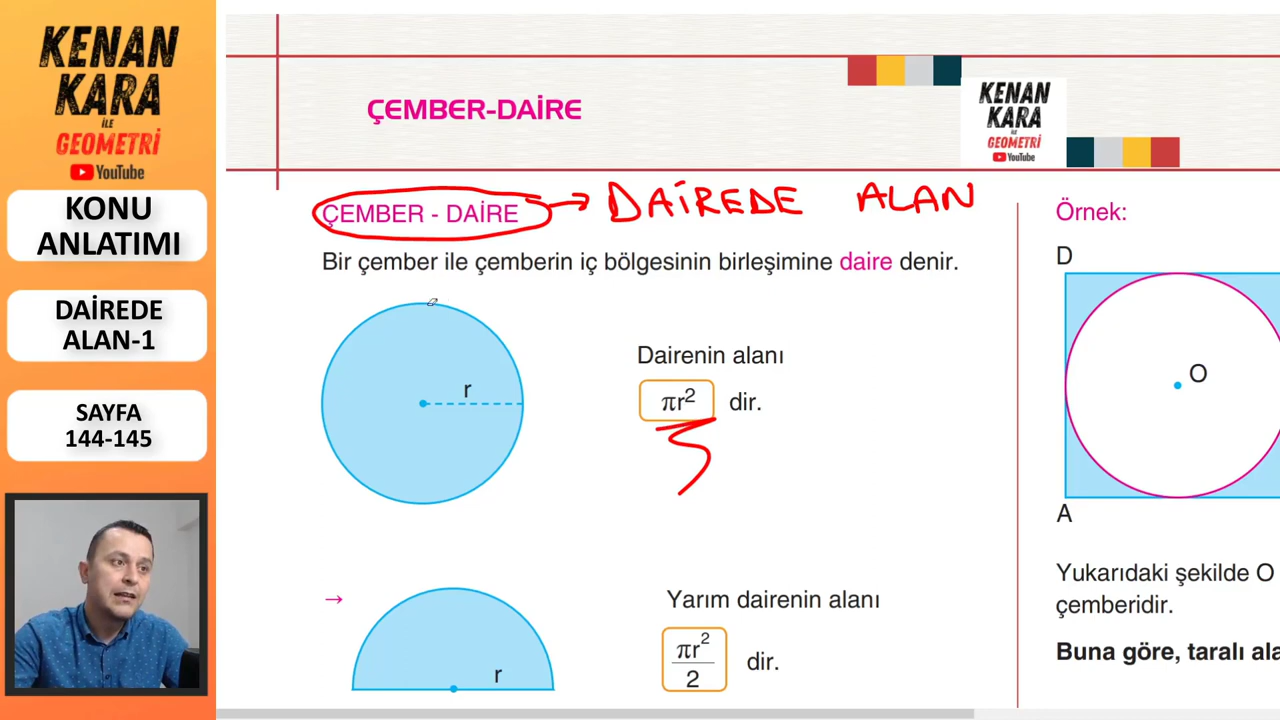 KENAN
KARA
İLE
GEOMETRİ
YouTube
KONU
ANLATIMI
DAİREDE
ALAN-1
SAYFA
144-145
ÇEMBER-DAİRE
KENAN
KARA
İLE
GEOMETRİ
YouTube
ÇEMBER - DAİRE → DAİREDE ALAN
Bir çember ile çemberin iç bölgesinin birleşimine daire denir.
r
Dairenin alanı
πr² dir.
→
r
Yarım dairenin alanı
πr²/2 dir.
Örnek:
D
O
A
Yukarıdaki şekilde O
çemberidir.
Buna göre, taralı ala